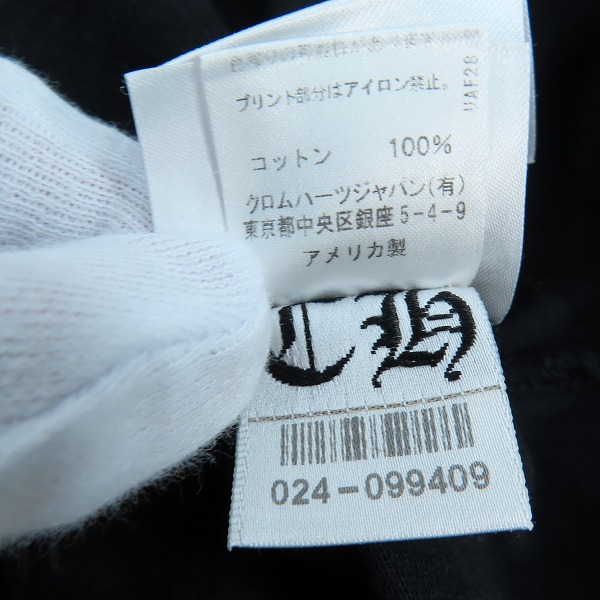 プリント部分はアイロン禁止。
UAF28
コットン 100%
クロムハーツジャパン(有)
東京都中央区銀座5-4-9
アメリカ製
CH
024-099409